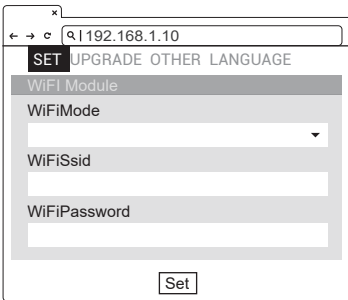 192.168.1.10
SET UPGRADE OTHER LANGUAGE
WiFI Module
WiFiMode
WiFiSsid
WiFiPassword
Set